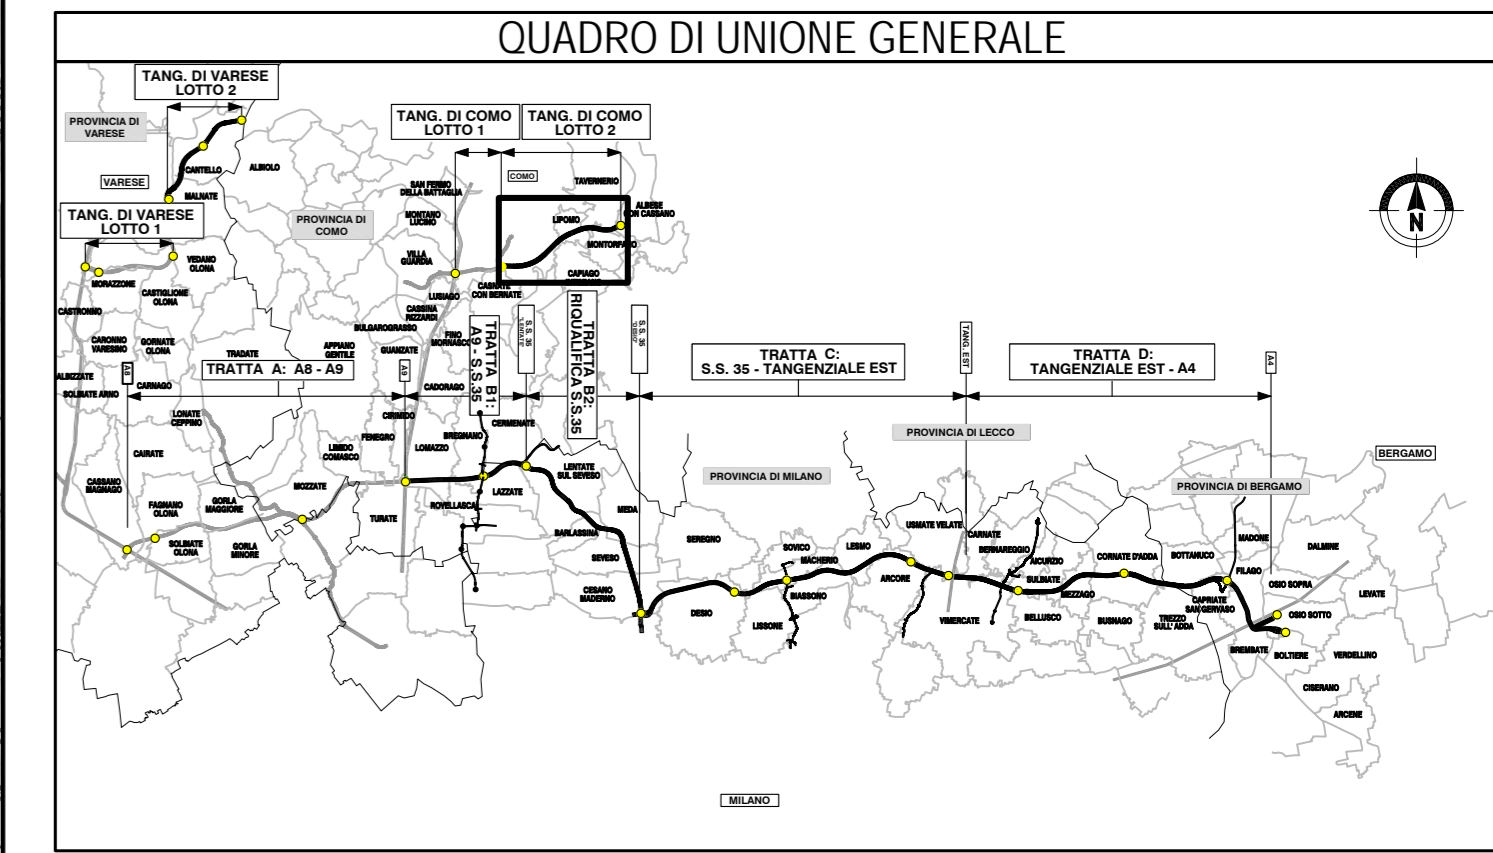 QUADRO DI UNIONE GENERALE
TANG. DI VARESE
LOTTO 2
PROVINCIA DI
VARESE
VARESE
CANTELLO
ALBIOLO
MALNATE
TANG. DI VARESE
LOTTO 1
TANG. DI COMO
LOTTO 1
TANG. DI COMO
LOTTO 2
COMO
TAVERNERIO
SAN FERMO
DELLA BATTAGLIA
PROVINCIA DI
COMO
MONTANO
LUCINO
LIPOMO
ALBESE
CON CASSANO
MONTORFANO
VILLA
GUARDIA
CAPIAGO
N
VEDANO
OLONA
MORAZZONE
CASTIGLIONE
OLONA
LUSIAGO
CASNATE
CON BERNATE
CASTRONNO
CASSINA
RIZZARDI
BULGAROGRASSO
CARONNO
VARESINO
GORNATE
OLONA
TRADATE
APPIANO
GENTILE
GUANZATE
FINO
MORNASCO
TRATTA B1:
A9 - S.S.35
S.S. 35
TRATTA B2:
RIQUALIFICA S.S.35
S.S. 35
TRATTA C:
S.S. 35 - TANGENZIALE EST
TANG. EST
TRATTA D:
TANGENZIALE EST - A4
A4
TRATTA A: A8 - A9
A8
A9
ALBIZZATE
SOLBIATE ARNO
CARNAGO
CADORAGO
LONATE
CEPPINO
CIRIMIDO
FENEGRO
LOMAZZO
BREGNANO
CERMENATE
LIMIDO
COMASCO
CAIRATE
CASSANO
MAGNAGO
MOZZATE
FAGNANO
OLONA
GORLA
MAGGIORE
SOLBIATE
OLONA
GORLA
MINORE
TURATE
ROVELLASCA
LAZZATE
LENTATE
SUL SEVESO
MEDA
BARLASSINA
SEVESO
CESANO
MADERNO
PROVINCIA DI MILANO
PROVINCIA DI LECCO
PROVINCIA DI BERGAMO
BERGAMO
SEREGNO
DESIO
LISSONE
SOVICO
MACHERIO
BIASSONO
LESMO
ARCORE
USMATE VELATE
CARNATE
BERNAREGGIO
AICURZIO
SULBIATE
MEZZAGO
VIMERCATE
BELLUSCO
BUSNAGO
CORNATE D'ADDA
TREZZO
SULL' ADDA
BOTTANUCO
CAPRIATE
SAN GERVASO
MADONE
FILAGO
DALMINE
OSIO SOPRA
OSIO SOTTO
LEVATE
BREMBATE
BOLTIERE
VERDELLINO
CISERANO
ARCENE
MILANO